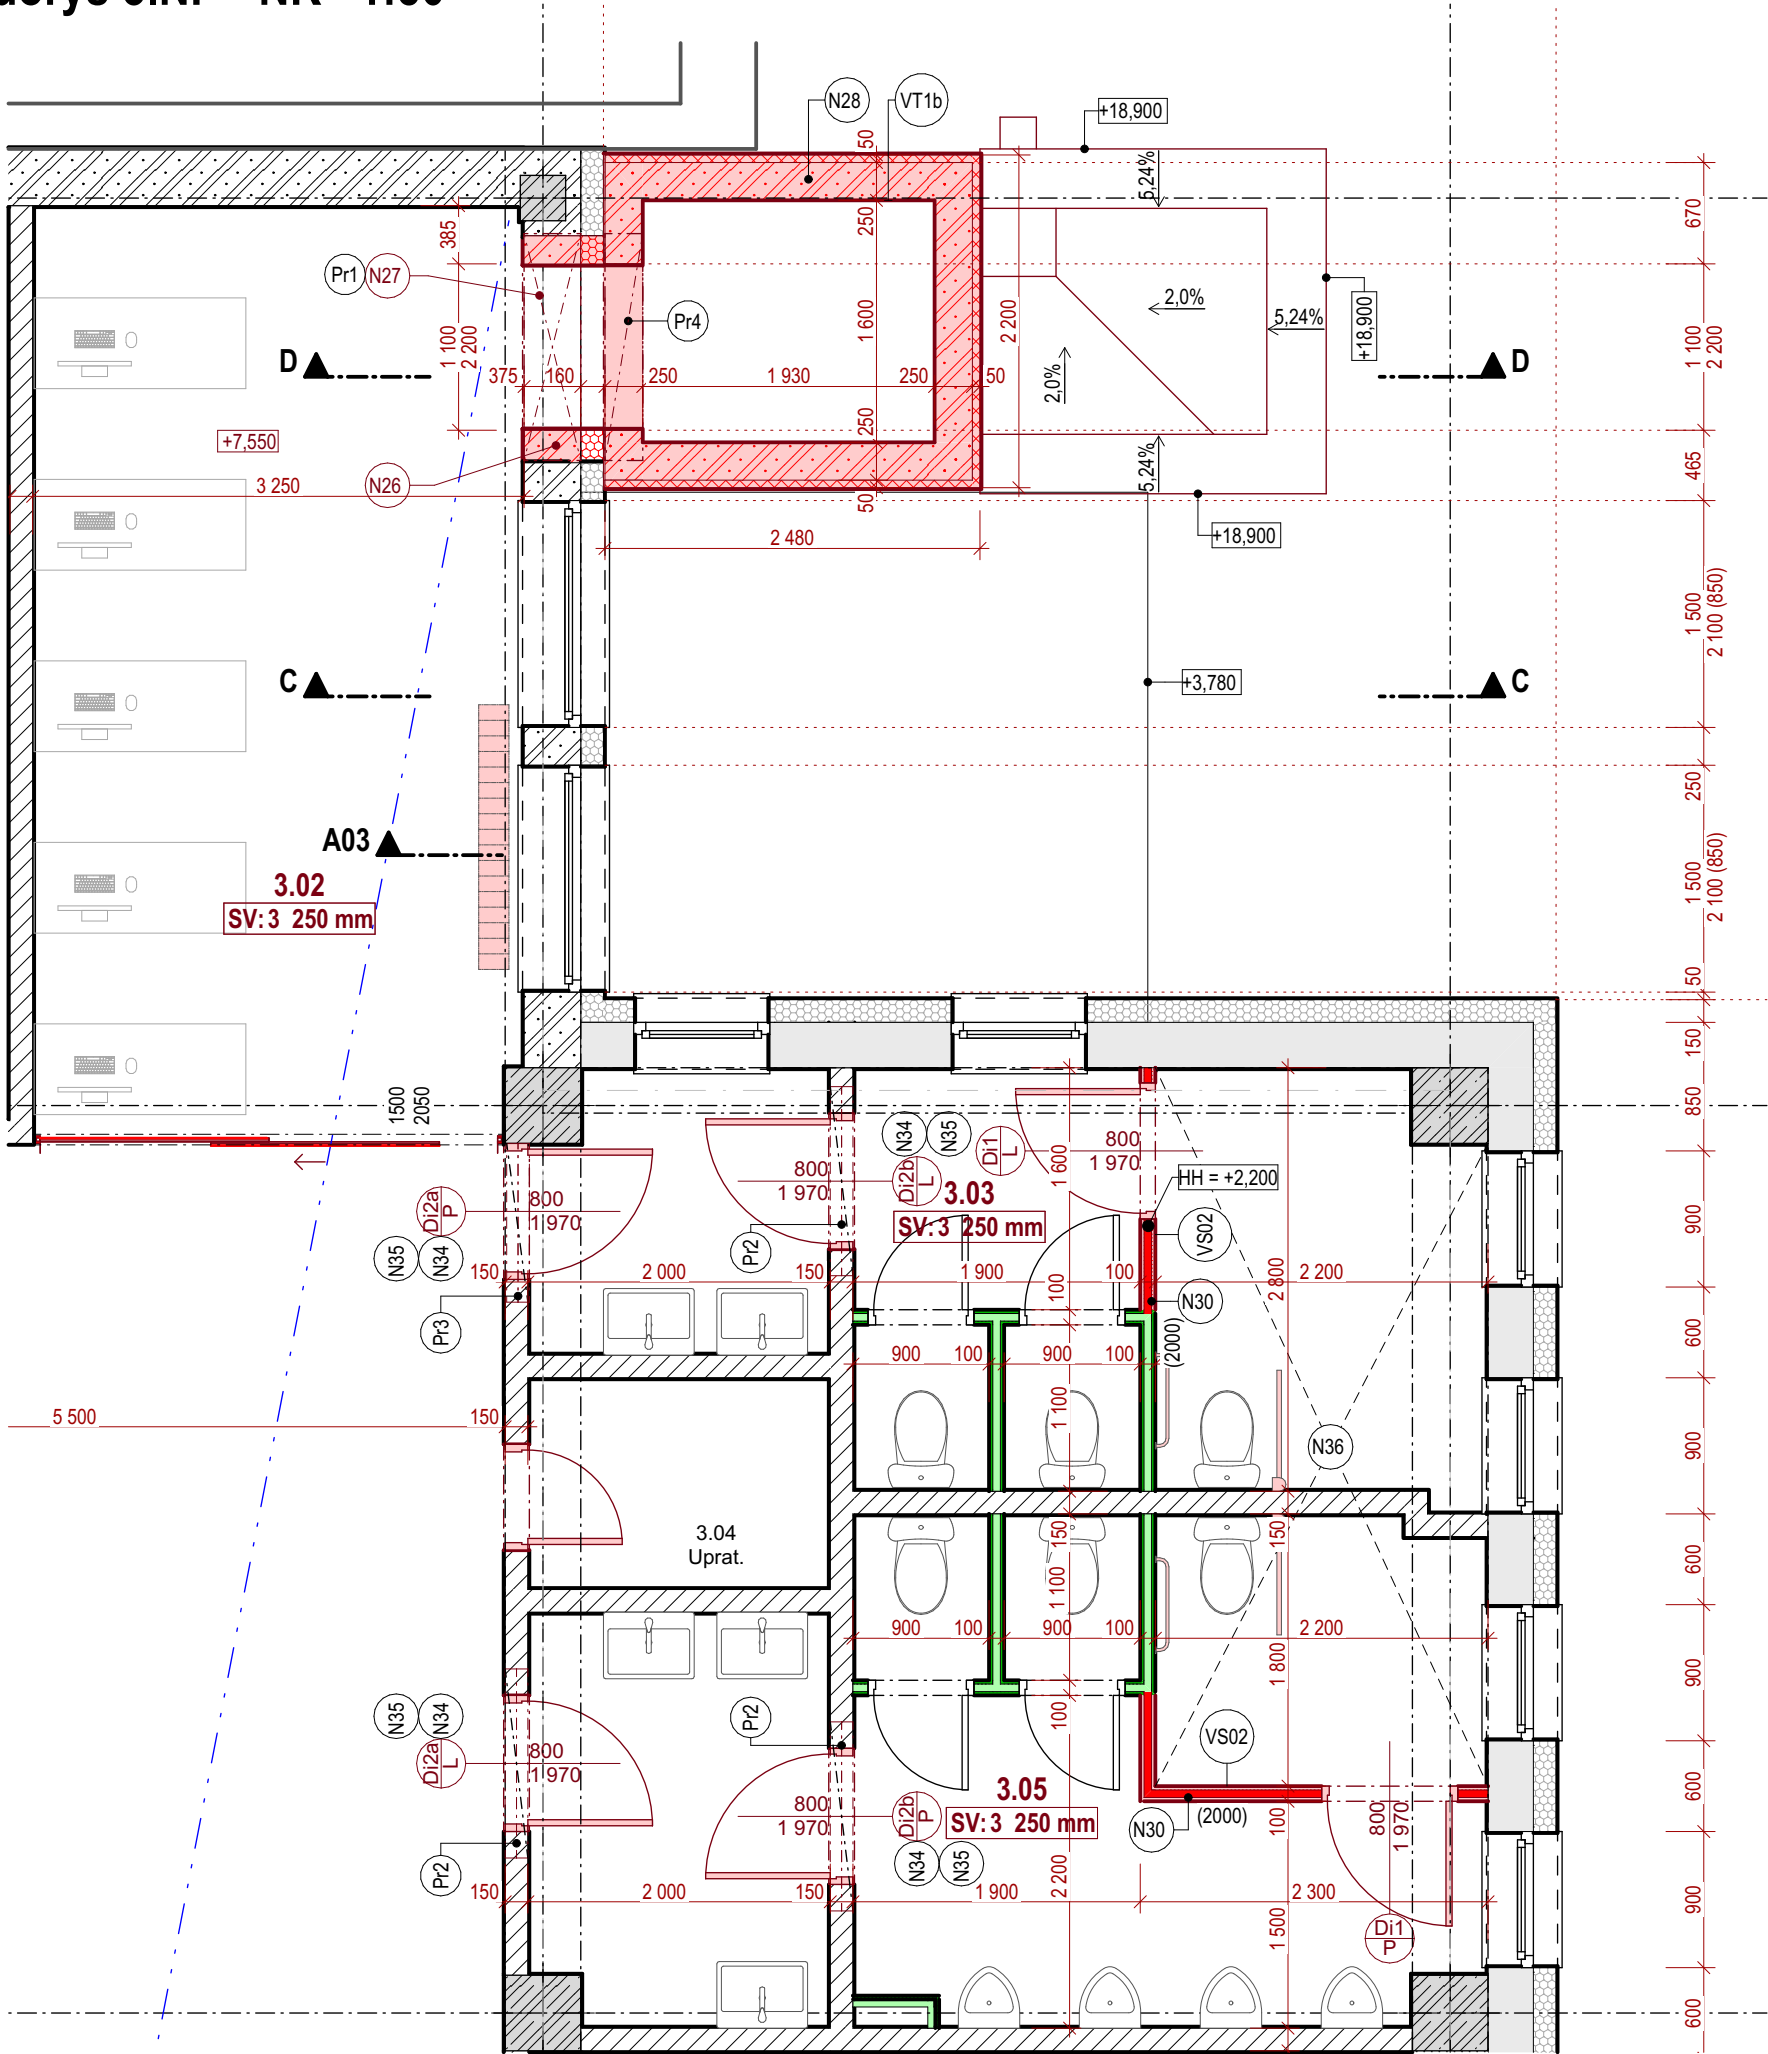 N28
VT1b
+18,900
50
5,24%
670
385
250
Pr1
N27
Pr4
1 600
2 200
2,0%
5,24%
+18,900
1 100
2 200
1 100
2 200
D
D
375
160
250
1 930
250
50
2,0%
+7,550
250
5,24%
465
3 250
N26
50
+18,900
2 480
1 500
2 100 (850)
C
+3,780
C
250
A03
3.02
SV: 3 250 mm
1 500
2 100 (850)
50
150
1500
2050
850
N34
N35
Di1
L
800
1 970
1 600
800
1 970
Di2b
L
HH = +2,200
Di2a
P
800
1 970
3.03
SV: 3 250 mm
900
N35
N34
Pr2
VS02
150
2 000
150
1 900
100
100
2 800
2 200
N30
Pr3
(2000)
600
900
100
900
100
1 100
5 500
150
N36
900
3.04
Uprat.
150
150
600
1 100
900
100
900
100
2 200
1 800
900
N35
N34
Pr2
100
VS02
Di2a
L
800
1 970
3.05
SV: 3 250 mm
600
800
1 970
Di2b
P
N30
(2000)
100
800
1 970
N34
N35
Pr2
150
2 000
150
1 900
2 200
2 300
900
1 500
Di1
P
600